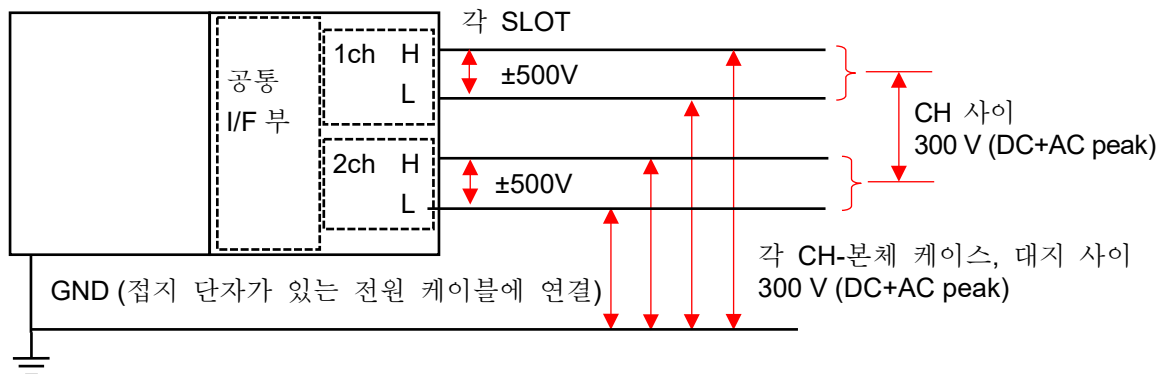 각 SLOT
1ch H
±500V
L
공통
I/F 부
CH 사이
300 V (DC+AC peak)
2ch H
±500V
L
각 CH-본체 케이스, 대지 사이
300 V (DC+AC peak)
GND (접지 단자가 있는 전원 케이블에 연결)